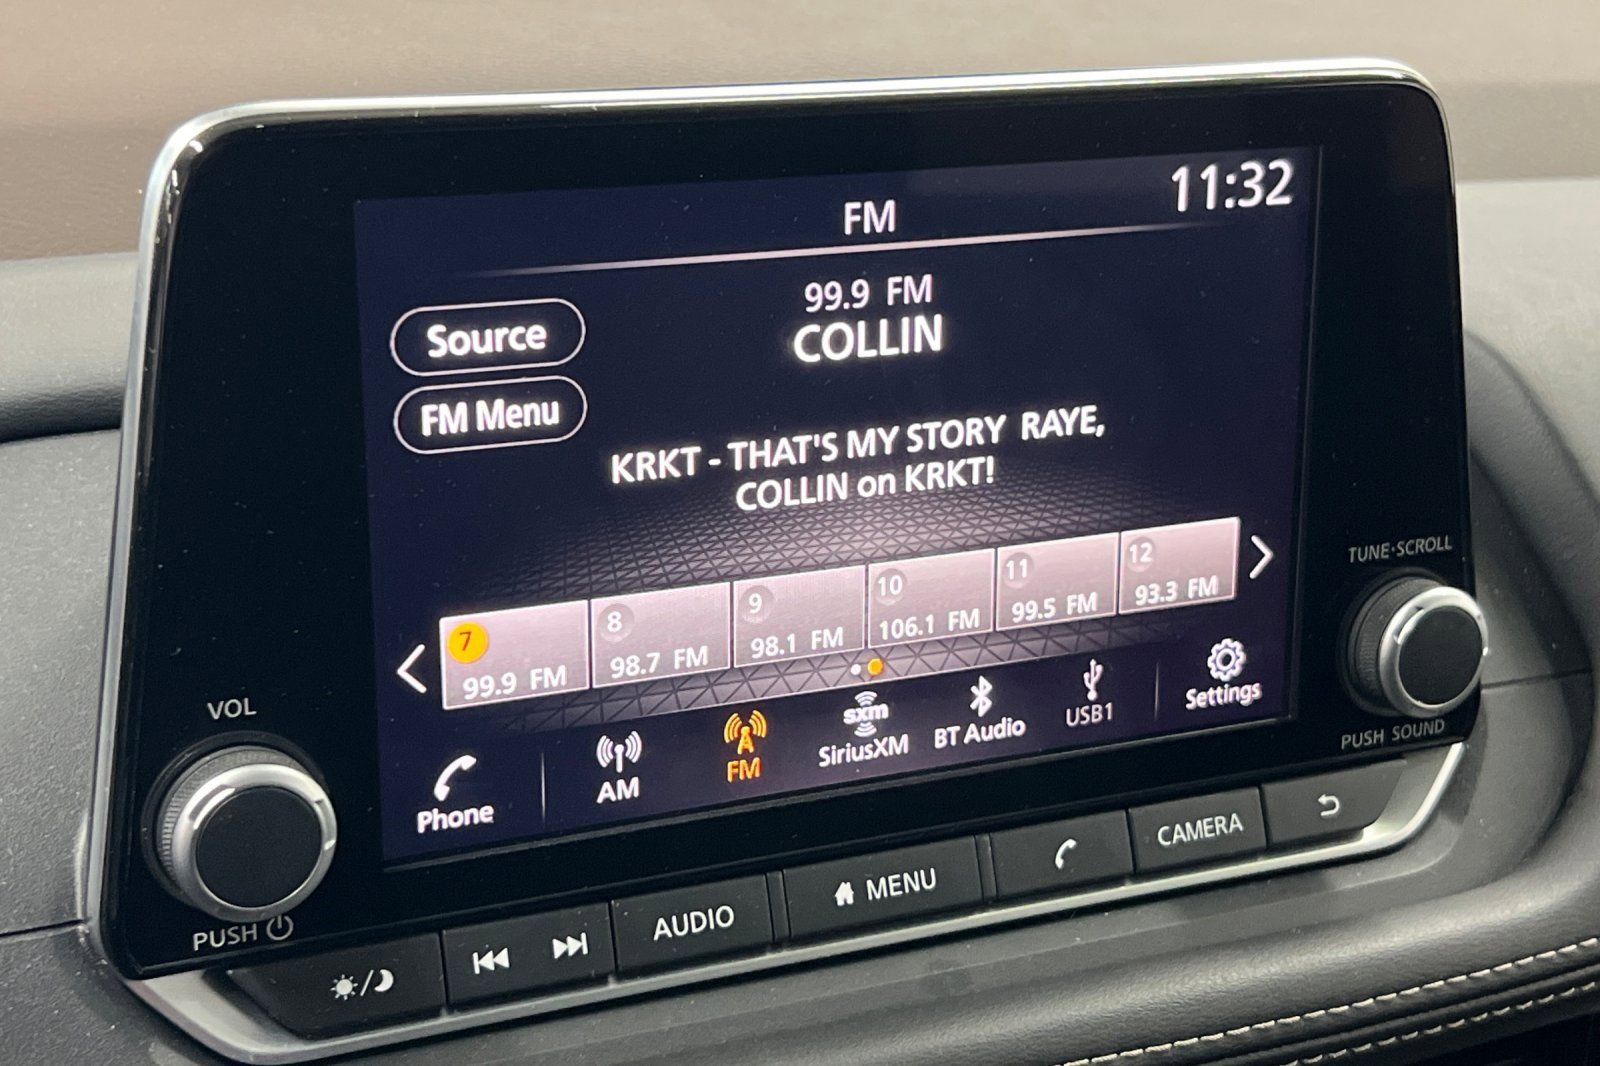 11:32
FM
99.9 FM
COLLIN
Source
FM Menu
KRKT - THAT'S MY STORY RAYE,
COLLIN on KRKT!
7
99.9 FM
8
98.7 FM
9
98.1 FM
10
106.1 FM
11
99.5 FM
12
93.3 FM
Phone
AM
FM
sxm
SiriusXM
BT Audio
USB1
Settings
VOL
PUSH
TUNE·SCROLL
PUSH SOUND
AUDIO
MENU
CAMERA